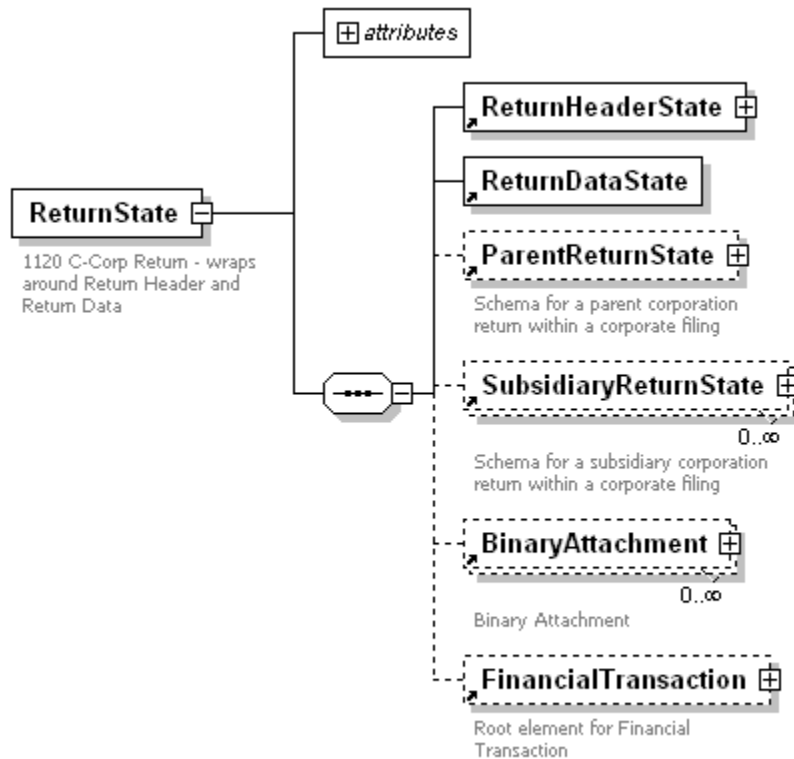 attributes
ReturnHeaderState
ReturnDataState
ReturnState
1120 C-Corp Return - wraps
around Return Header and
Return Data
ParentReturnState
Schema for a parent corporation
return within a corporate filing
SubsidiaryReturnState
0..∞
Schema for a subsidiary corporation
return within a corporate filing
BinaryAttachment
0..∞
Binary Attachment
FinancialTransaction
Root element for Financial
Transaction